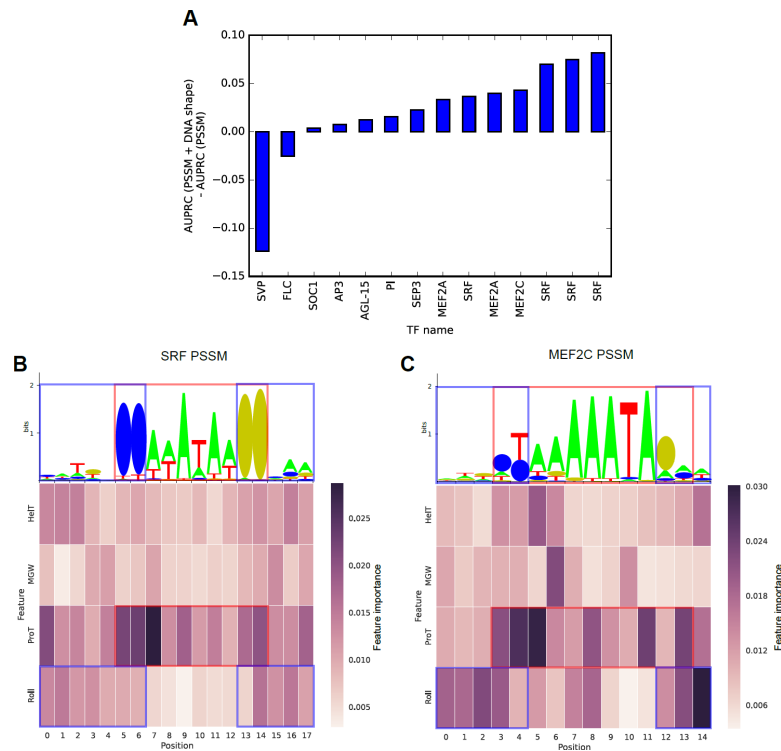 A
AUPRC (PSSM + DNA shape)
- AUPRC (PSSM)
0.10
0.05
0.00
−0.05
−0.10
−0.15
SVP
FLC
SOC1
AP3
AGL-15
PI
SEP3
MEF2A
SRF
MEF2A
MEF2C
SRF
SRF
SRF
TF name
B
SRF PSSM
2
1
bits
Feature
HelT
MGW
ProT
Roll
0 1 2 3 4 5 6 7 8 9 10 11 12 13 14 15 16 17
Position
0.025
0.020
0.015
0.010
0.005
Feature importance
C
MEF2C PSSM
2
1
bits
Feature
HelT
MGW
ProT
Roll
0 1 2 3 4 5 6 7 8 9 10 11 12 13 14
Position
0.030
0.024
0.018
0.012
0.006
Feature importance